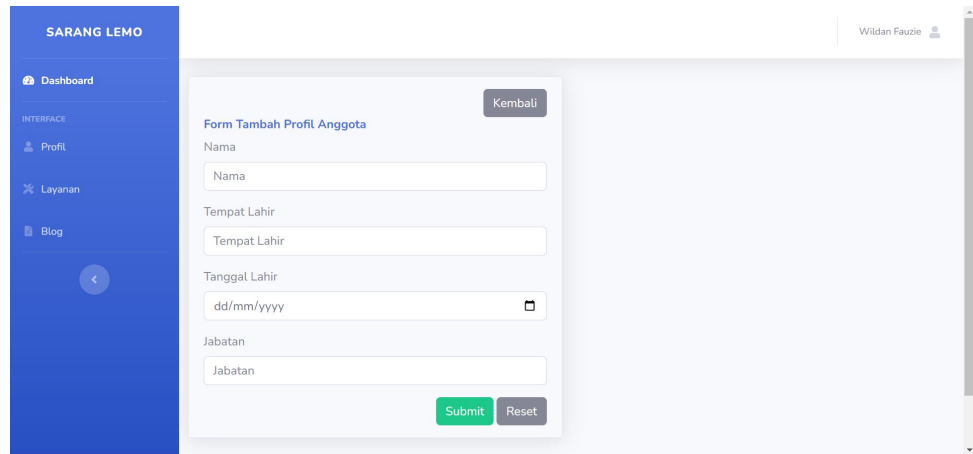 SARANG LEMO
Wildan Fauzie
Dashboard
INTERFACE
Profil
Layanan
Blog
Kembali
Form Tambah Profil Anggota
Nama
Nama
Tempat Lahir
Tempat Lahir
Tanggal Lahir
dd/mm/yyyy
Jabatan
Jabatan
Submit Reset